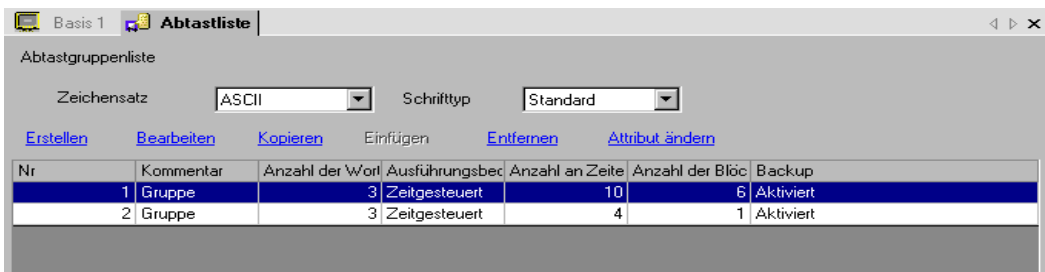 Basis 1 Abtastliste
Abtastgruppenliste
Zeichensatz ASCII Schrifttyp Standard
Erstellen Bearbeiten Kopieren Einfügen Entfernen Attribut ändern
Nr Kommentar Anzahl der Wort Ausführungsbec Anzahl an Zeite Anzahl der Blöc Backup
1 Gruppe 3 Zeitgesteuert 10 6 Aktiviert
2 Gruppe 3 Zeitgesteuert 4 1 Aktiviert